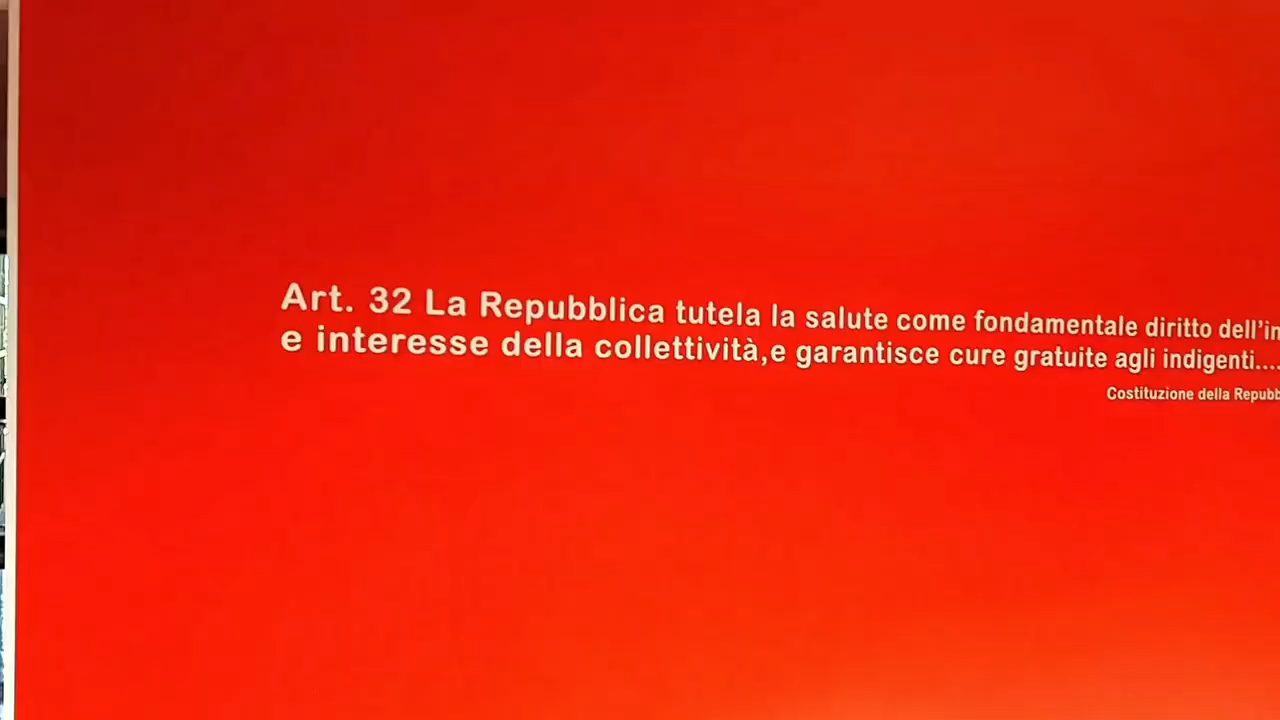 Art. 32 La Repubblica tutela la salute come fondamentale diritto dell'in
e interesse della collettività,e garantisce cure gratuite agli indigenti....
Costituzione della Repubb